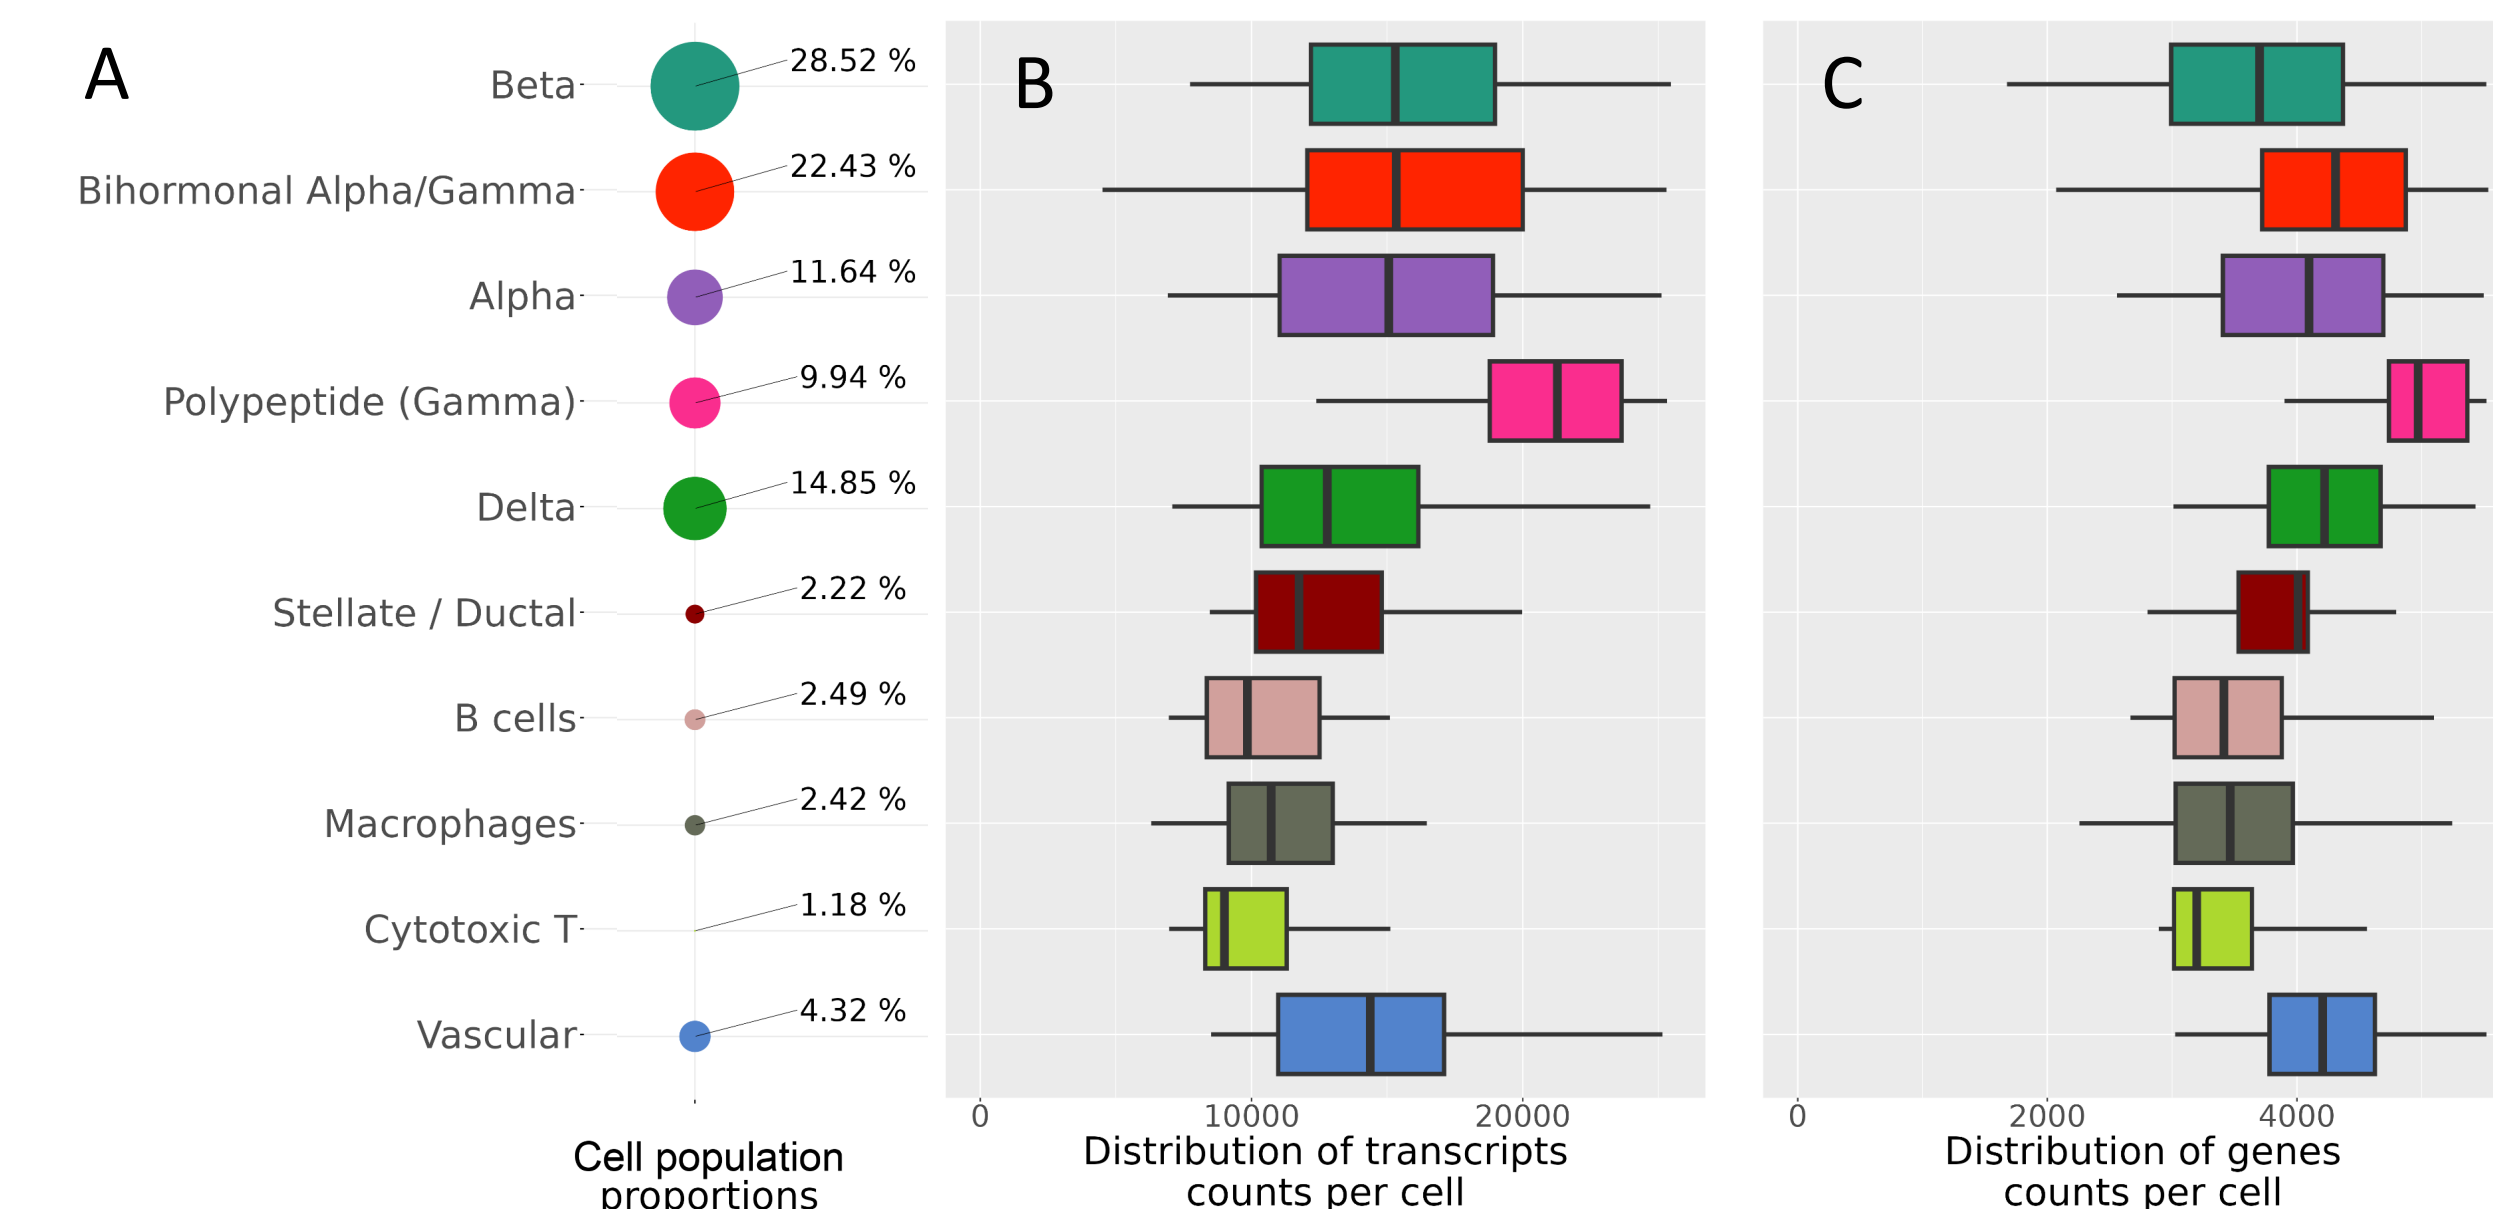 A
B
C
Beta
28.52 %
Bihormonal Alpha/Gamma
22.43 %
Alpha
11.64 %
Polypeptide (Gamma)
9.94 %
Delta
14.85 %
Stellate / Ductal
2.22 %
B cells
2.49 %
Macrophages
2.42 %
Cytotoxic T
1.18 %
Vascular
4.32 %
Cell population
proportions
0
10000
20000
Distribution of transcripts
counts per cell
0
2000
4000
Distribution of genes
counts per cell